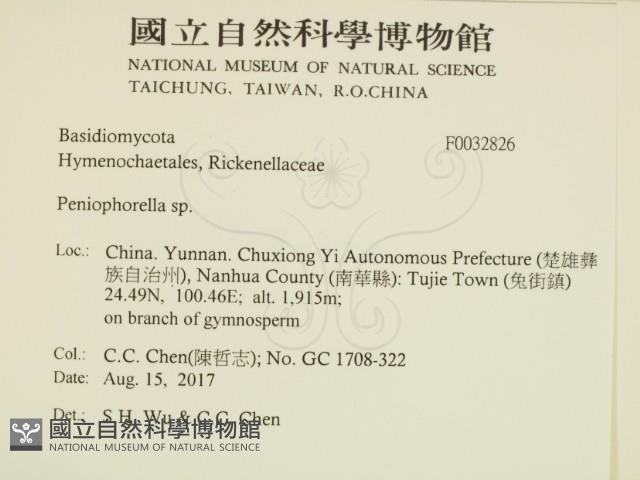 國立自然科學博物館
NATIONAL MUSEUM OF NATURAL SCIENCE
TAICHUNG, TAIWAN, R.O.CHINA
Basidiomycota
F0032826
Hymenochaetales, Rickenellaceae
Peniophorella sp.
Loc.: China. Yunnan. Chuxiong Yi Autonomous Prefecture (楚雄彝
族自治州), Nanhua County (南華縣): Tujie Town (兔街鎮)
24.49N, 100.46E; alt. 1,915m;
on branch of gymnosperm
Col.: C.C. Chen(陳哲志); No. GC 1708-322
Date: Aug. 15, 2017
Det.: S.H. Wu & C.C. Chen
國立自然科學博物館
NATIONAL MUSEUM OF NATURAL SCIENCE